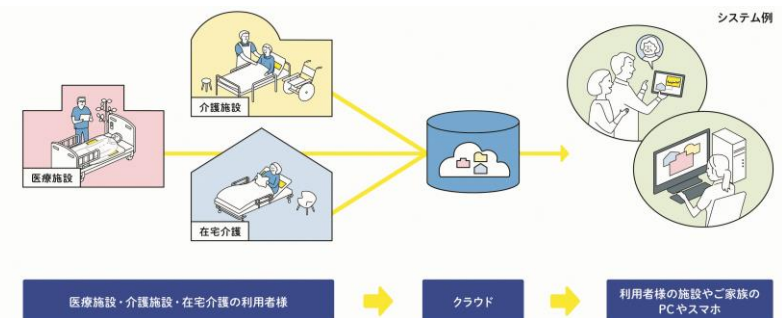 システム例
介護施設
医療施設
在宅介護
医療施設・介護施設・在宅介護の利用者様
クラウド
利用者様の施設やご家族の
PCやスマホ